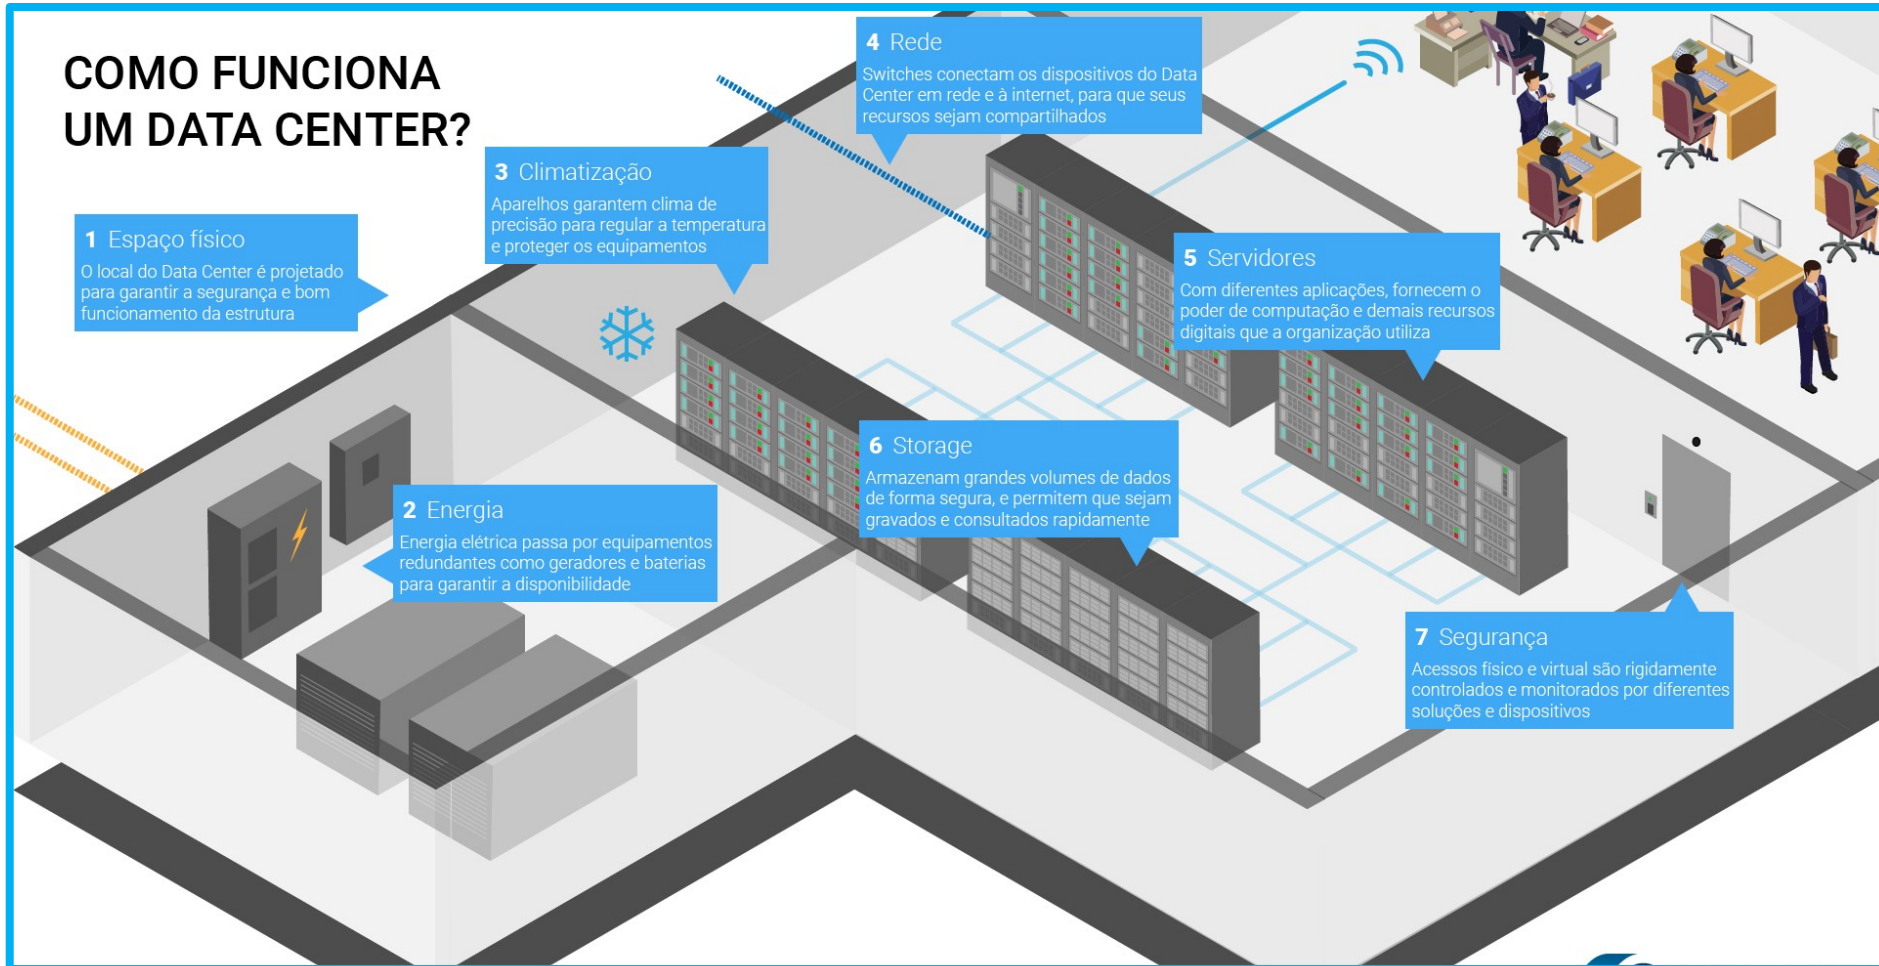 COMO FUNCIONA
UM DATA CENTER?
1 Espaço físico
O local do Data Center é projetado
para garantir a segurança e bom
funcionamento da estrutura
2 Energia
Energia elétrica passa por equipamentos
redundantes como geradores e baterias
para garantir a disponibilidade
3 Climatização
Aparelhos garantem clima de
precisão para regular a temperatura
e proteger os equipamentos
4 Rede
Switches conectam os dispositivos do Data
Center em rede e à internet, para que seus
recursos sejam compartilhados
5 Servidores
Com diferentes aplicações, fornecem o
poder de computação e demais recursos
digitais que a organização utiliza
6 Storage
Armazenam grandes volumes de dados
de forma segura, e permitem que sejam
gravados e consultados rapidamente
7 Segurança
Acessos físico e virtual são rigidamente
controlados e monitorados por diferentes
soluções e dispositivos